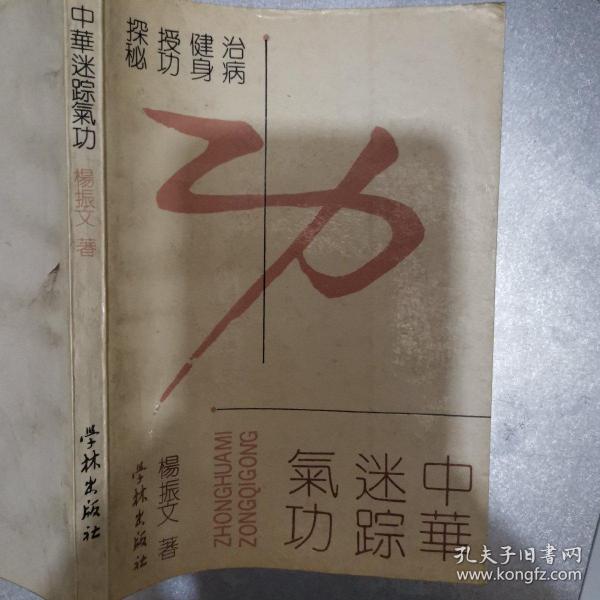 中華迷踪氣功
楊振文 著
学林出版社
治病
健身
授功
探秘
功
中華
迷踪
氣功
ZHONGHUAMI
ZONGQIGONG
楊振文 著
学林出版社
孔夫子旧书网
www.kongfz.com